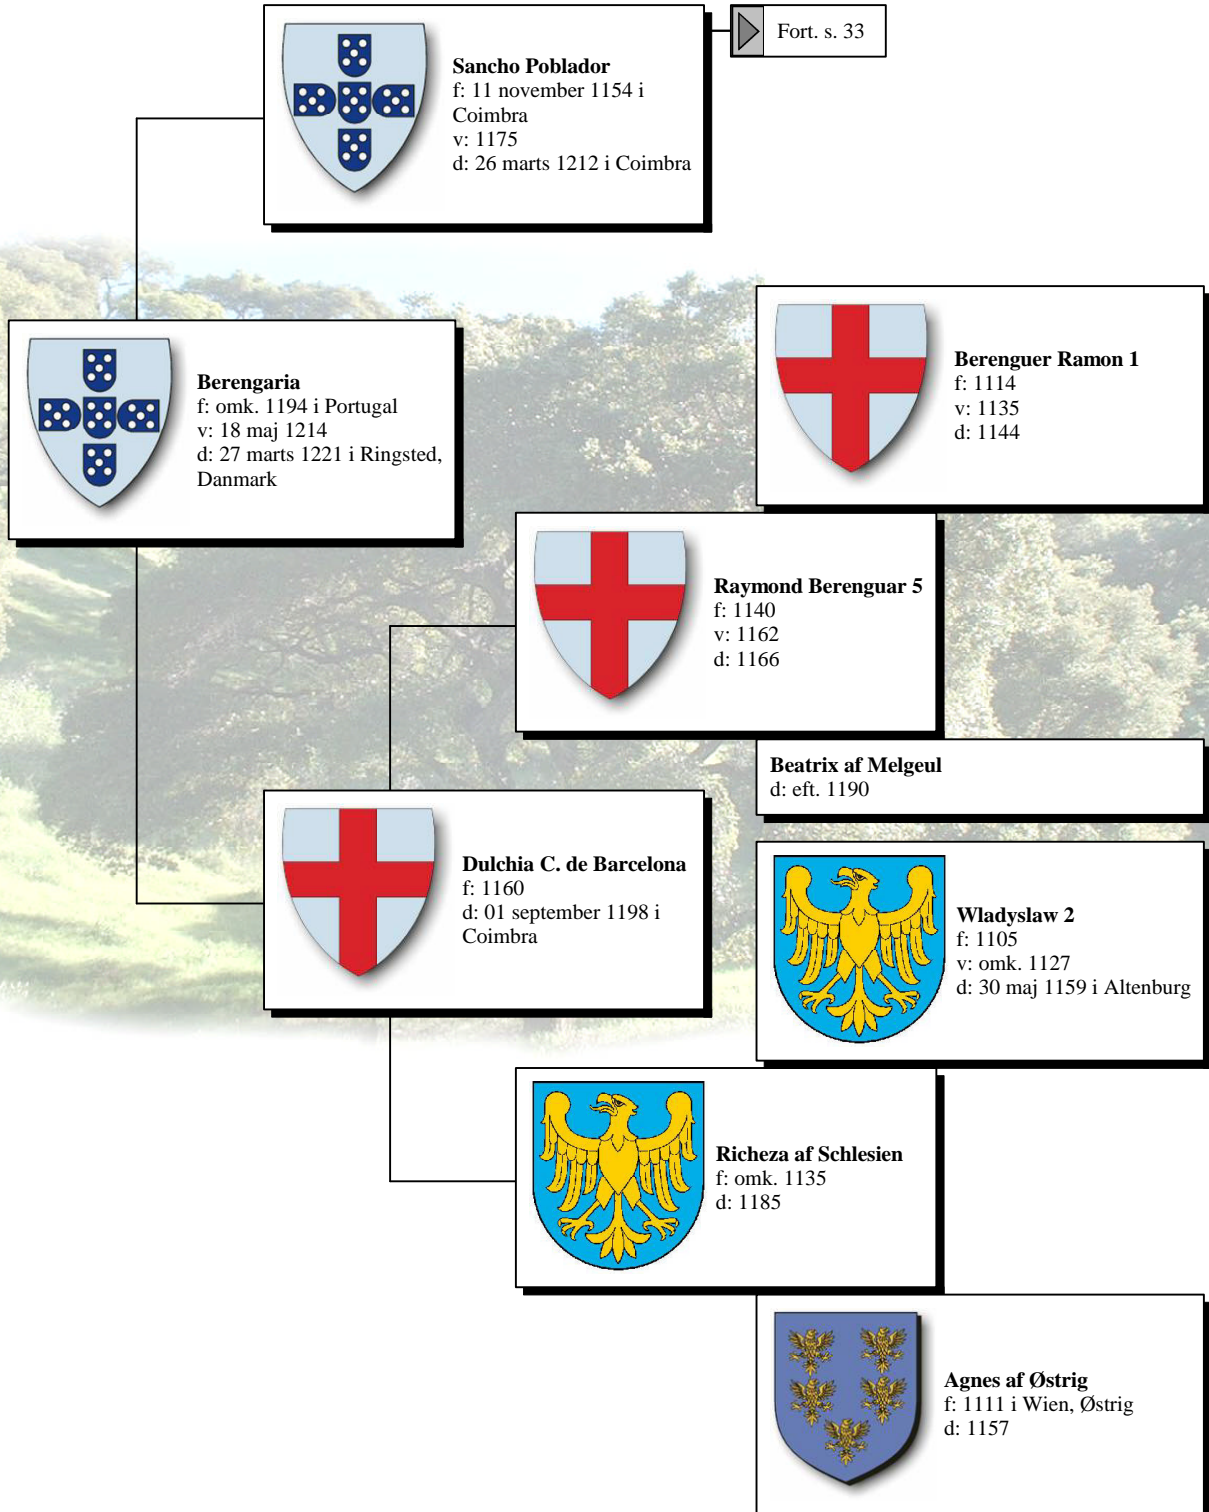 Fort. s. 33
Sancho Poblador
f: 11 november 1154 i
Coimbra
v: 1175
d: 26 marts 1212 i Coimbra
Berenguer Ramon 1
f: 1114
v: 1135
d: 1144
Berengaria
f: omk. 1194 i Portugal
v: 18 maj 1214
d: 27 marts 1221 i Ringsted,
Danmark
Raymond Berenguar 5
f: 1140
v: 1162
d: 1166
Beatrix af Melgeul
d: eft. 1190
Dulchia C. de Barcelona
f: 1160
d: 01 september 1198 i
Coimbra
Wladyslaw 2
f: 1105
v: omk. 1127
d: 30 maj 1159 i Altenburg
Richeza af Schlesien
f: omk. 1135
d: 1185
Agnes af Østrig
f: 1111 i Wien, Østrig
d: 1157